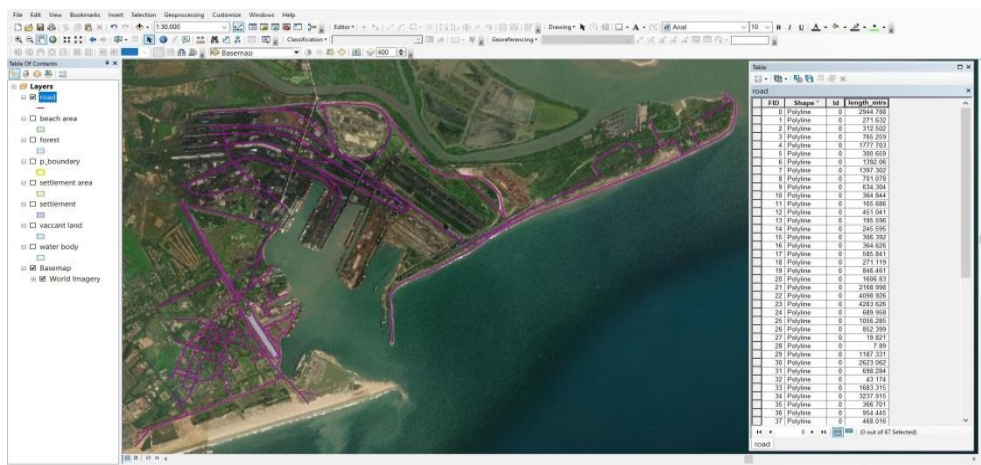 File Edit View Bookmarks Insert Selection Geoprocessing Customize Windows Help
1:30,000 Editor Drawing A Arial 10 B I U A
Classification Georeferencing
Basemap 400
Table Of Contents
Layers
road
beach area
forest
p_boundary
settlement area
settlement
vaccant land
water body
Basemap
World Imagery
Table
road
FID Shape * Id length_mtrs
0 Polyline 0 2944.788
1 Polyline 0 271.632
2 Polyline 0 312.502
3 Polyline 0 765.259
4 Polyline 0 1777.703
5 Polyline 0 300.659
6 Polyline 0 1392.06
7 Polyline 0 1397.302
8 Polyline 0 701.078
9 Polyline 0 634.304
10 Polyline 0 364.844
11 Polyline 0 165.686
12 Polyline 0 451.041
13 Polyline 0 195.596
14 Polyline 0 245.595
15 Polyline 0 306.392
16 Polyline 0 364.626
17 Polyline 0 585.841
18 Polyline 0 271.119
19 Polyline 0 846.461
20 Polyline 0 1606.83
21 Polyline 0 2168.998
22 Polyline 0 4098.926
23 Polyline 0 4283.626
24 Polyline 0 689.958
25 Polyline 0 1056.285
26 Polyline 0 852.399
27 Polyline 0 19.821
28 Polyline 0 7.89
29 Polyline 0 1187.331
30 Polyline 0 2623.062
31 Polyline 0 698.284
32 Polyline 0 43.174
33 Polyline 0 1683.315
34 Polyline 0 3237.915
35 Polyline 0 366.701
36 Polyline 0 954.445
37 Polyline 0 468.016
0 (0 out of 67 Selected)
road